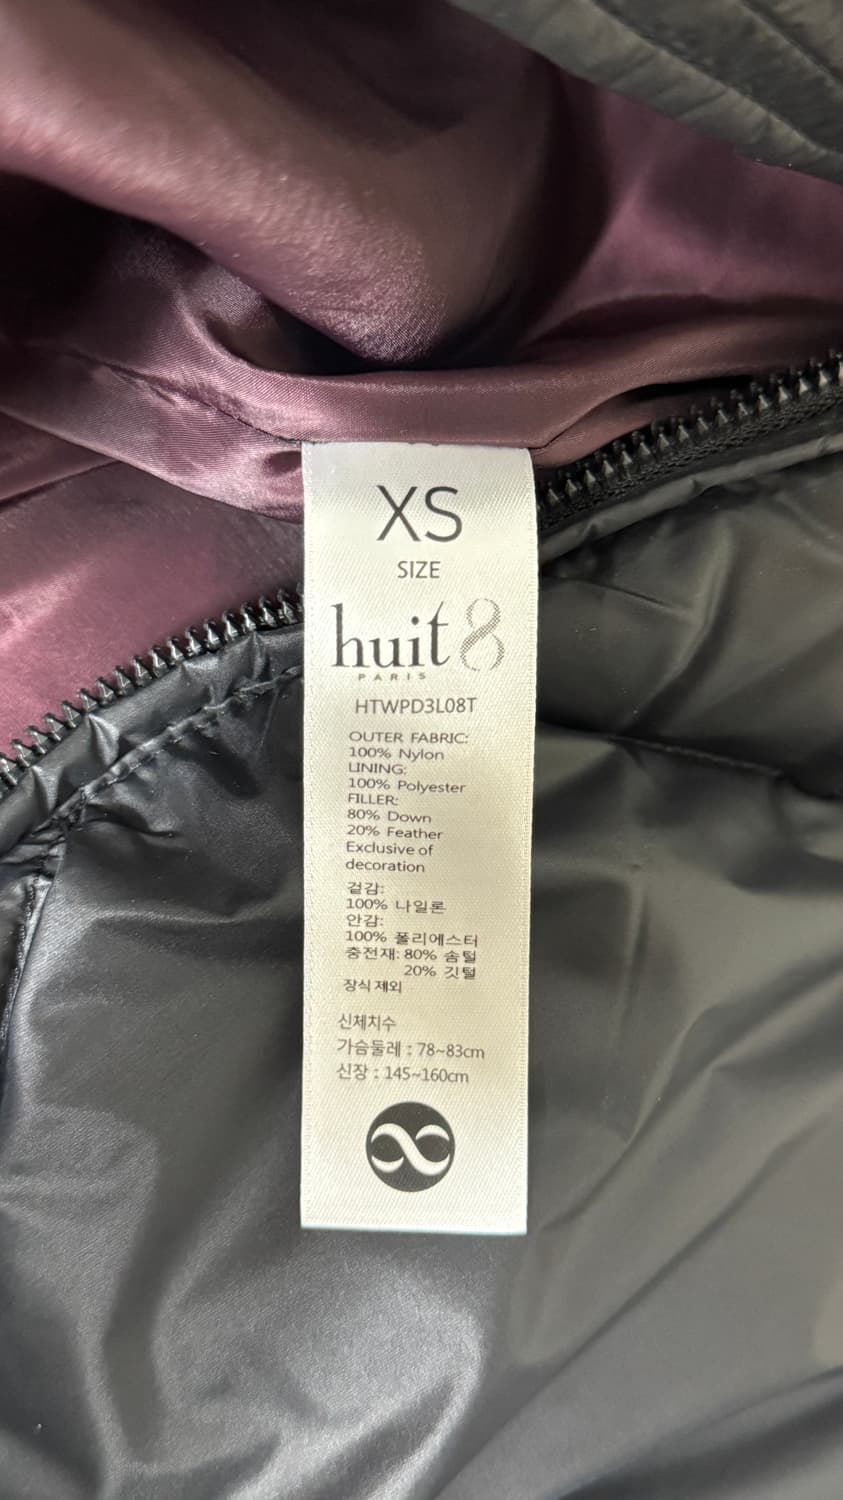 XS
SIZE
huit 8
PARIS
HTWPD3L08T
OUTER FABRIC:
100% Nylon
LINING:
100% Polyester
FILLER:
80% Down
20% Feather
Exclusive of
decoration
겉감:
100% 나일론
안감:
100% 폴리에스터
충전재: 80% 솜털
20% 깃털
장식 제외
신체치수
가슴둘레 : 78~83cm
신장 : 145~160cm